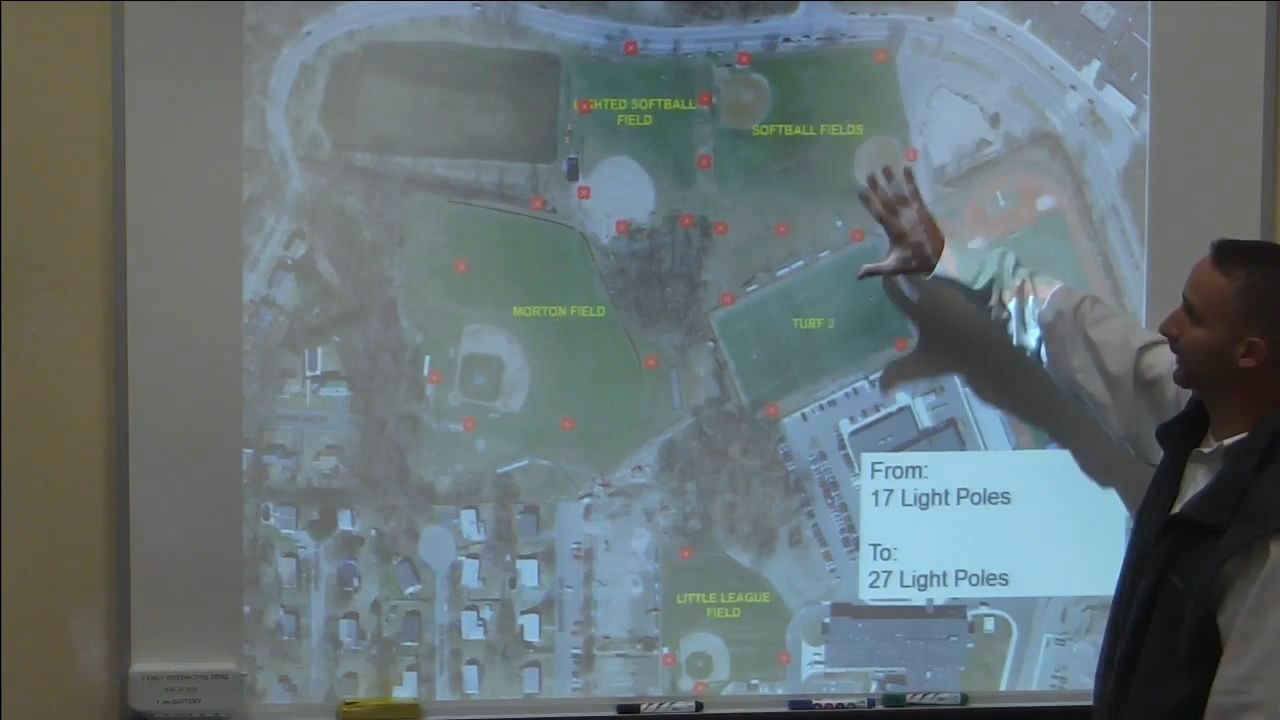 LIGHTED SOFTBALL
FIELD
SOFTBALL FIELDS
MORTON FIELD
TURF 2
From:
17 Light Poles
To:
27 Light Poles
LITTLE LEAGUE
FIELD